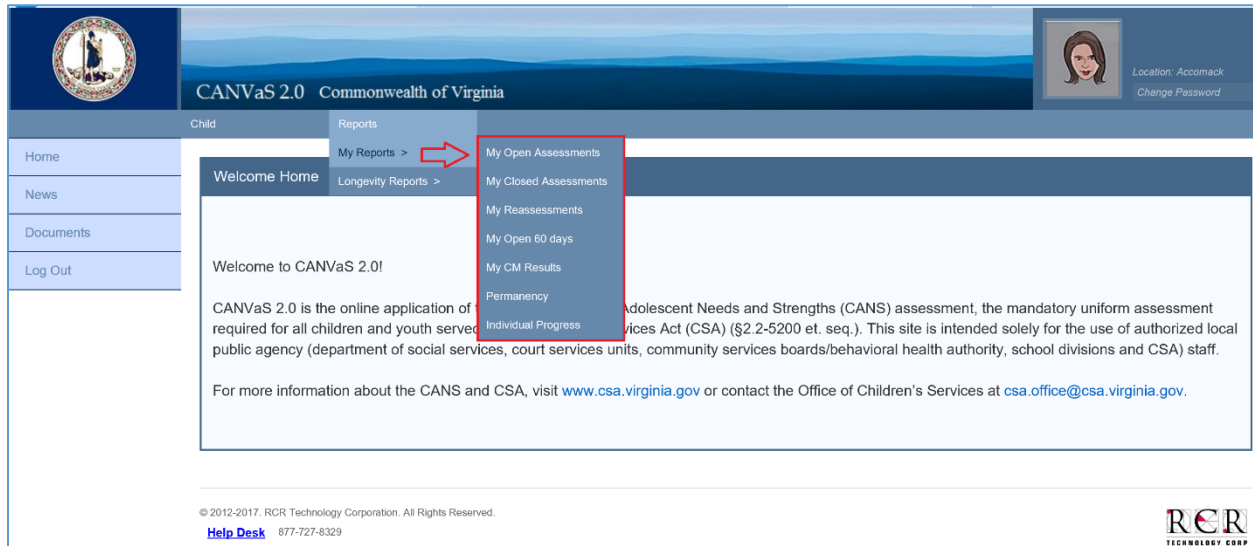 CANVaS 2.0 Commonwealth of Virginia
Location: Accomack
Change Password
Child
Reports
Home
News
Documents
Log Out
My Reports >
Longevity Reports >
My Open Assessments
My Closed Assessments
My Reassessments
My Open 60 days
My CM Results
Permanency
Individual Progress
Welcome Home
Welcome to CANVaS 2.0!
CANVaS 2.0 is the online application of Adolescent Needs and Strengths (CANS) assessment, the mandatory uniform assessment
required for all children and youth served vices Act (CSA) (§2.2-5200 et. seq.). This site is intended solely for the use of authorized local
public agency (department of social services, court services units, community services boards/behavioral health authority, school divisions and CSA) staff.
For more information about the CANS and CSA, visit www.csa.virginia.gov or contact the Office of Children's Services at csa.office@csa.virginia.gov.
© 2012-2017. RCR Technology Corporation. All Rights Reserved.
Help Desk 877-727-8329
RCR
TECHNOLOGY CORP